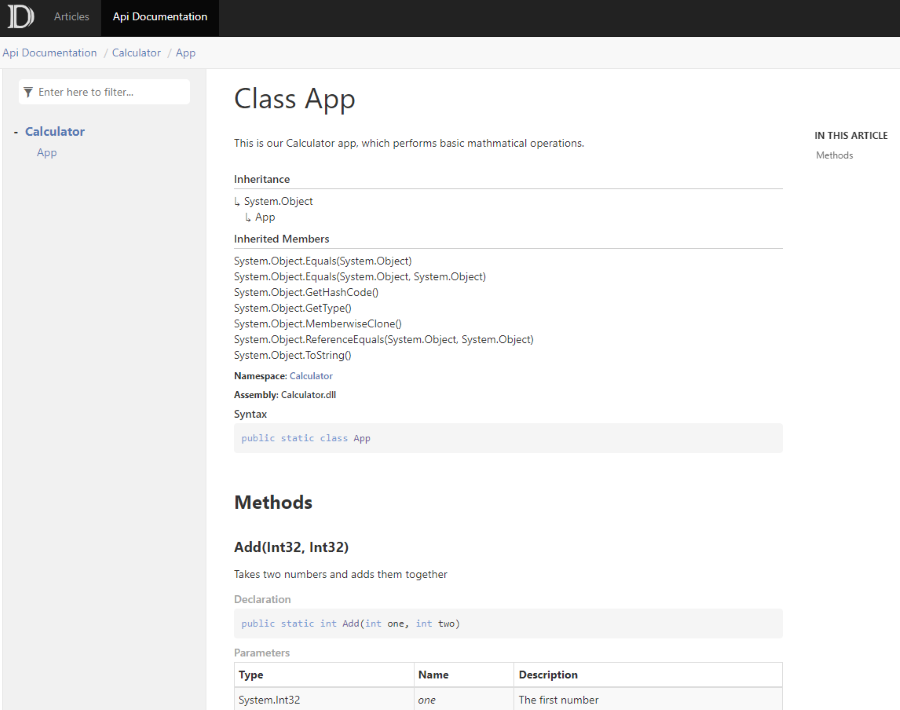 D Articles Api Documentation
Api Documentation / Calculator / App
Enter here to filter...
- Calculator
App
Class App
This is our Calculator app, which performs basic mathmatical operations.
Inheritance
↳ System.Object
↳ App
Inherited Members
System.Object.Equals(System.Object)
System.Object.Equals(System.Object, System.Object)
System.Object.GetHashCode()
System.Object.GetType()
System.Object.MemberwiseClone()
System.Object.ReferenceEquals(System.Object, System.Object)
System.Object.ToString()
Namespace: Calculator
Assembly: Calculator.dll
Syntax
public static class App
Methods
Add(Int32, Int32)
Takes two numbers and adds them together
Declaration
public static int Add(int one, int two)
Parameters
Type Name Description
System.Int32 one The first number
IN THIS ARTICLE
Methods